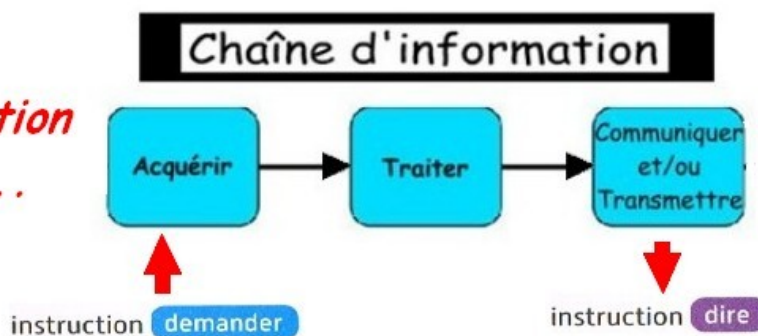 Chaîne d'information
tion
..
Acquérir
Traiter
Communiquer
et/ou
Transmettre
instruction demander
instruction dire